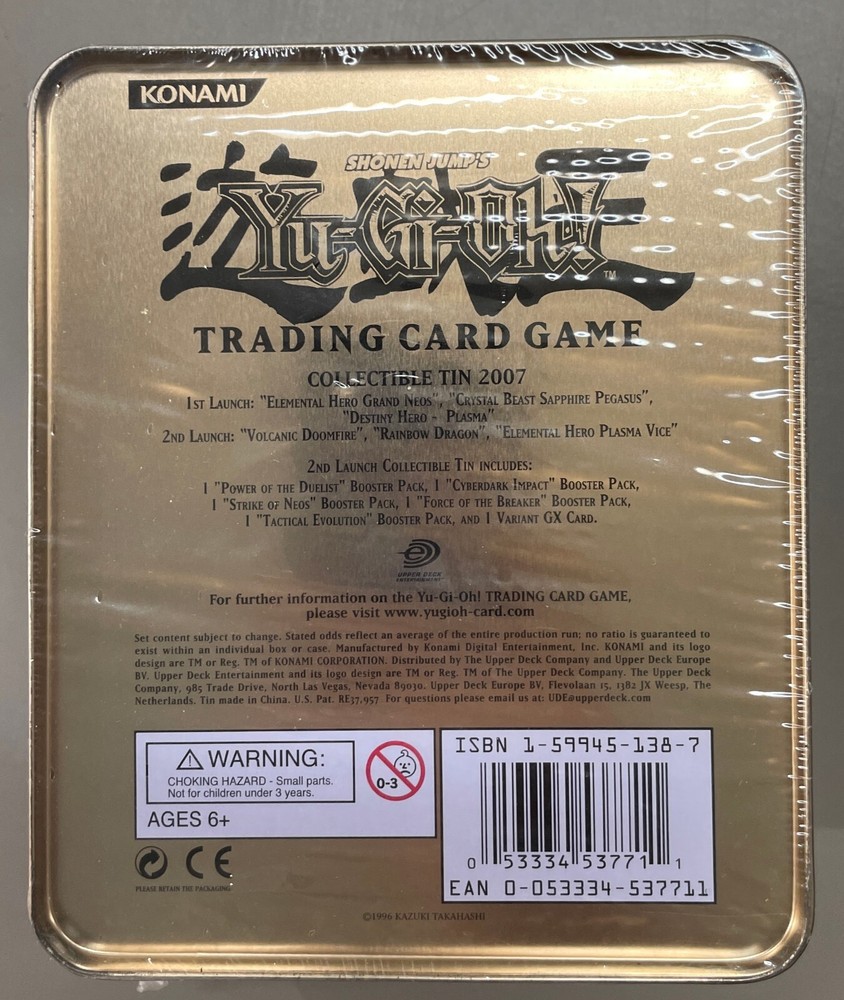 KONAMI
SHONEN JUMP'S
遊戯王
Yu-Gi-Oh!
TM
TRADING CARD GAME
COLLECTIBLE TIN 2007
1ST LAUNCH: "ELEMENTAL HERO GRAND NEOS", "CRYSTAL BEAST SAPPHIRE PEGASUS",
"DESTINY HERO - PLASMA"
2ND LAUNCH: "VOLCANIC DOOMFIRE", "RAINBOW DRAGON", "ELEMENTAL HERO PLASMA VICE"
2ND LAUNCH COLLECTIBLE TIN INCLUDES:
1 "POWER OF THE DUELIST" BOOSTER PACK, 1 "CYBERDARK IMPACT" BOOSTER PACK,
1 "STRIKE OF NEOS" BOOSTER PACK, 1 "FORCE OF THE BREAKER" BOOSTER PACK,
1 "TACTICAL EVOLUTION" BOOSTER PACK, AND 1 VARIANT GX CARD.
e
UPPER DECK
ENTERTAINMENT
For further information on the Yu-Gi-Oh! TRADING CARD GAME,
please visit www.yugioh-card.com
Set content subject to change. Stated odds reflect an average of the entire production run; no ratio is guaranteed to
exist within an individual box or case. Manufactured by Konami Digital Entertainment, Inc. KONAMI and its logo
design are TM or Reg. TM of KONAMI CORPORATION. Distributed by The Upper Deck Company and Upper Deck Europe
BV. Upper Deck Entertainment and its logo design are TM or Reg. TM of The Upper Deck Company. The Upper Deck
Company, 985 Trade Drive, North Las Vegas, Nevada 89030. Upper Deck Europe BV, Flevolaan 15, 1382 JX Weesp, The
Netherlands. Tin made in China. U.S. Pat. RE37,957 For questions please email us at: UDE@upperdeck.com
WARNING:
CHOKING HAZARD - Small parts.
Not for children under 3 years.
0-3
AGES 6+
ISBN 1-59945-138-7
0 53334 53771 1
EAN 0-053334-537711
CE
PLEASE RETAIN THE PACKAGING
©1996 KAZUKI TAKAHASHI